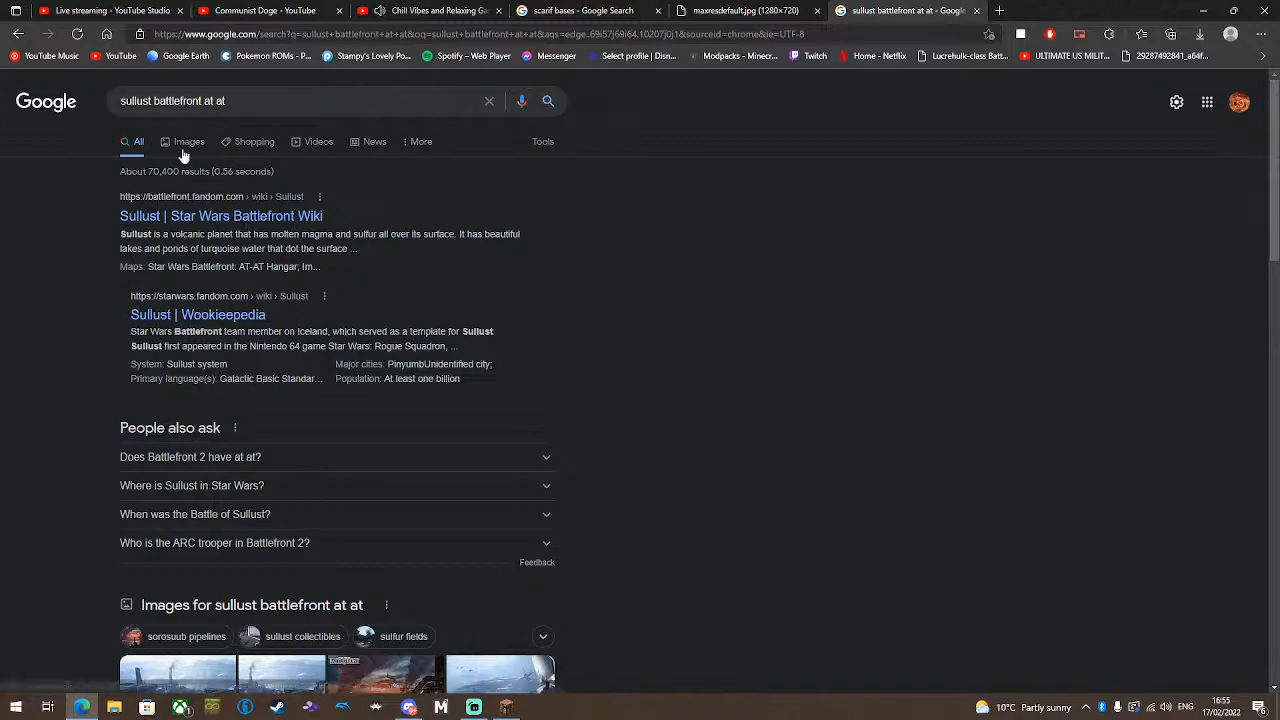 Live streaming - YouTube Studio
Communist Doge - YouTube
Chill Vibes and Relaxing Ga
scarif bases - Google Search
maxresdefault.jpg (1280×720)
sullust battlefront at at - Google
https://www.google.com/search?q=sullust+battlefront+at+at&oq=sullust+battlefront+at+at&aqs=edge..69i57j69i64.10207j0j1&sourceid=chrome&ie=UTF-8
YouTube Studio
YouTube
Google Earth
Pokemon ROMs - P...
Stampy's Lovely Po...
Spotify – Web Player
Messenger
Select profile | Disn...
Modpacks - Minecr...
Twitch
Home - Netflix
Lucrehulk-class Batt...
ULTIMATE US MILIT...
29287492841_a64f...
Google
sullust battlefront at at
All
Images
Shopping
Videos
News
More
Tools
About 70,400 results (0.56 seconds)
https://battlefront.fandom.com › wiki › Sullust
Sullust | Star Wars Battlefront Wiki
Sullust is a volcanic planet that has molten magma and sulfur all over its surface. It has beautiful
lakes and ponds of turquoise water that dot the surface ...
Maps: Star Wars Battlefront: AT-AT Hangar; Im...
https://starwars.fandom.com › wiki › Sullust
Sullust | Wookieepedia
Star Wars Battlefront team member on Iceland, which served as a template for Sullust
Sullust first appeared in the Nintendo 64 game Star Wars: Rogue Squadron, ...
System: Sullust system
Major cities: PinyumbUnidentified city;
Primary language(s): Galactic Basic Standar...
Population: At least one billion
People also ask
Does Battlefront 2 have at at?
Where is Sullust in Star Wars?
When was the Battle of Sullust?
Who is the ARC trooper in Battlefront 2?
Feedback
Images for sullust battlefront at at
sorosuub pipelines
sullust collectibles
sulfur fields
10°C Partly sunny
16:55
17/02/2022